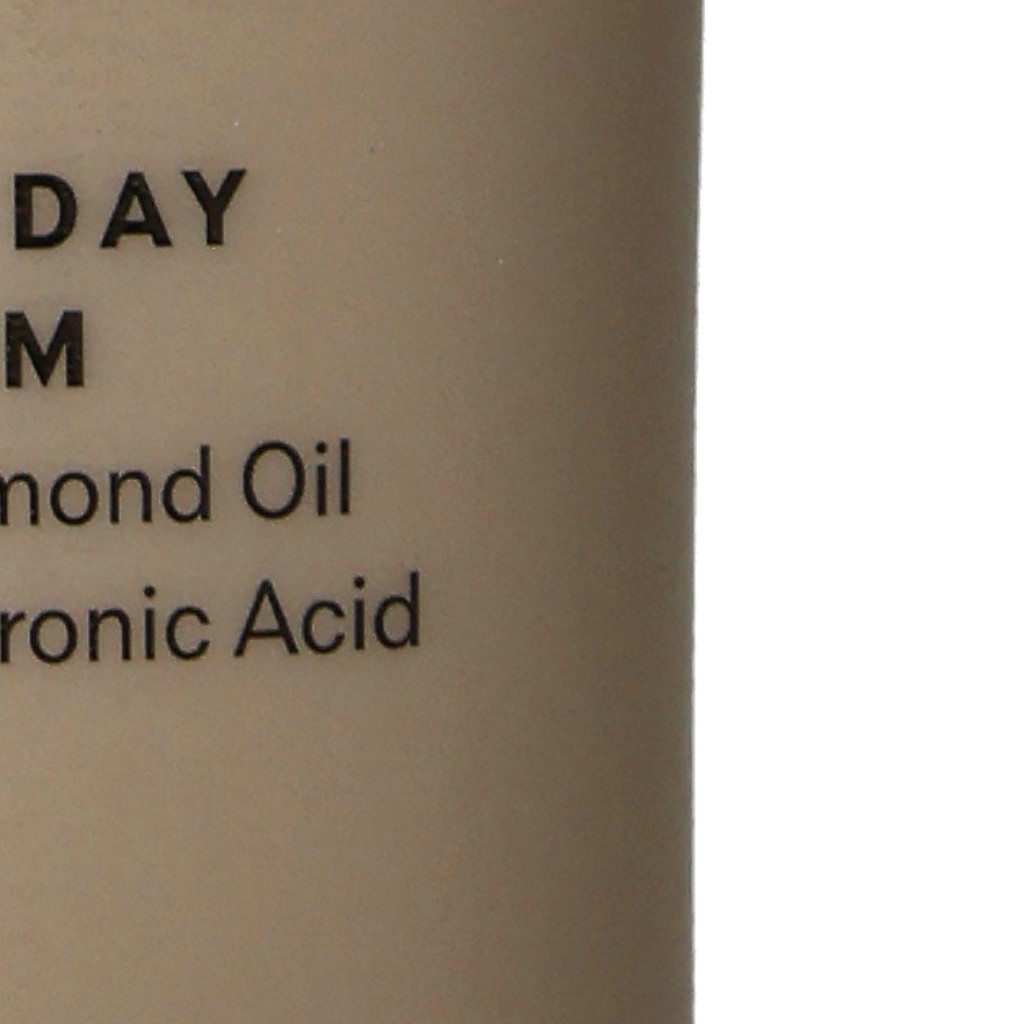 DAY
M
mond Oil
ronic Acid